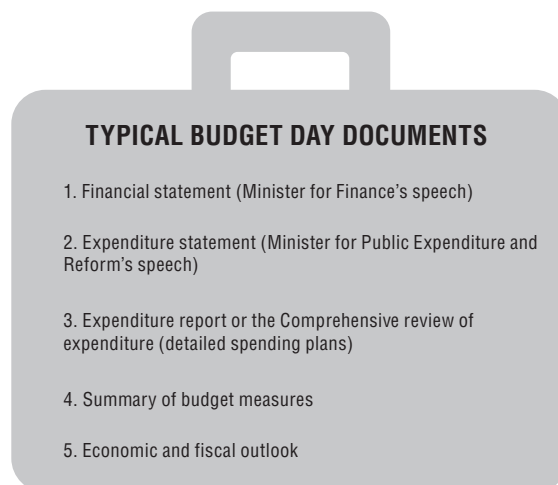 TYPICAL BUDGET DAY DOCUMENTS
1. Financial statement (Minister for Finance’s speech)
2. Expenditure statement (Minister for Public Expenditure and
Reform’s speech)
3. Expenditure report or the Comprehensive review of
expenditure (detailed spending plans)
4. Summary of budget measures
5. Economic and fiscal outlook